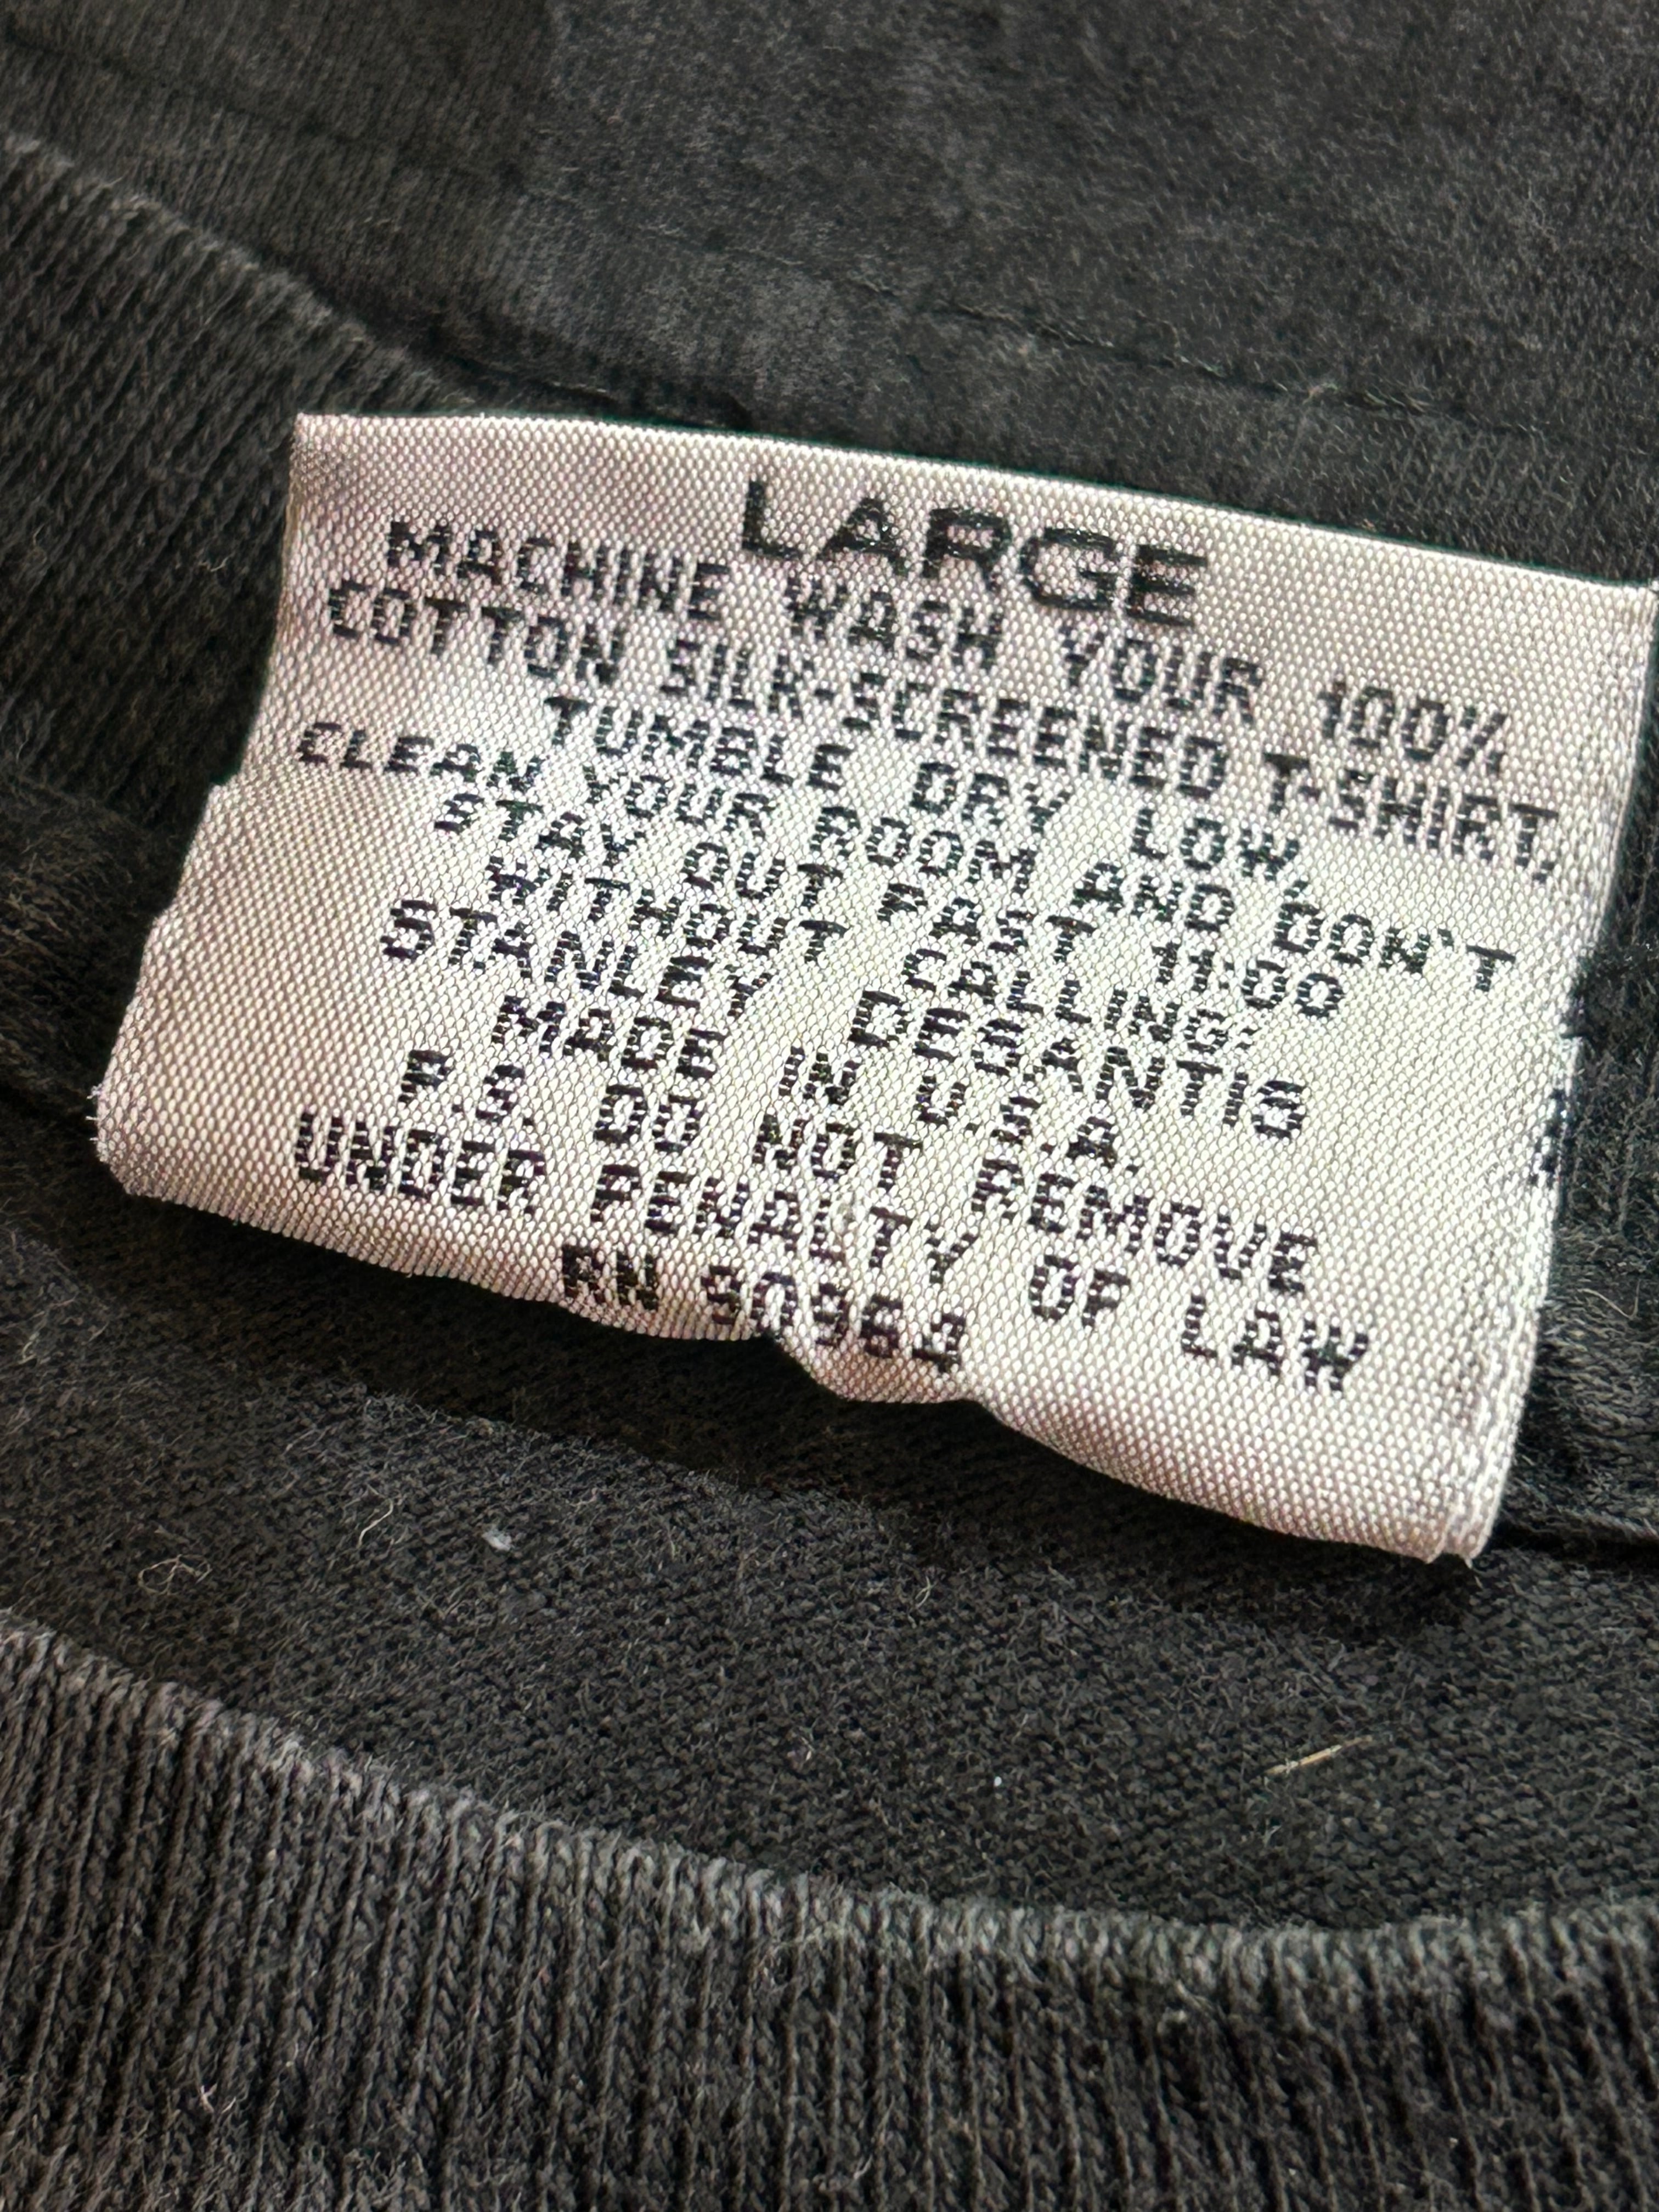 LARGE
MACHINE WASH YOUR 100%
COTTON SILK-SCREENED T-SHIRT,
TUMBLE DRY LOW,
CLEAN YOUR ROOM AND DON'T
STAY OUT PAST 11:00
WITHOUT CALLING:
STANLEY DESANTIS
MADE IN U.S.A.
P.S. DO NOT REMOVE
UNDER PENALTY OF LAW
RN 90964